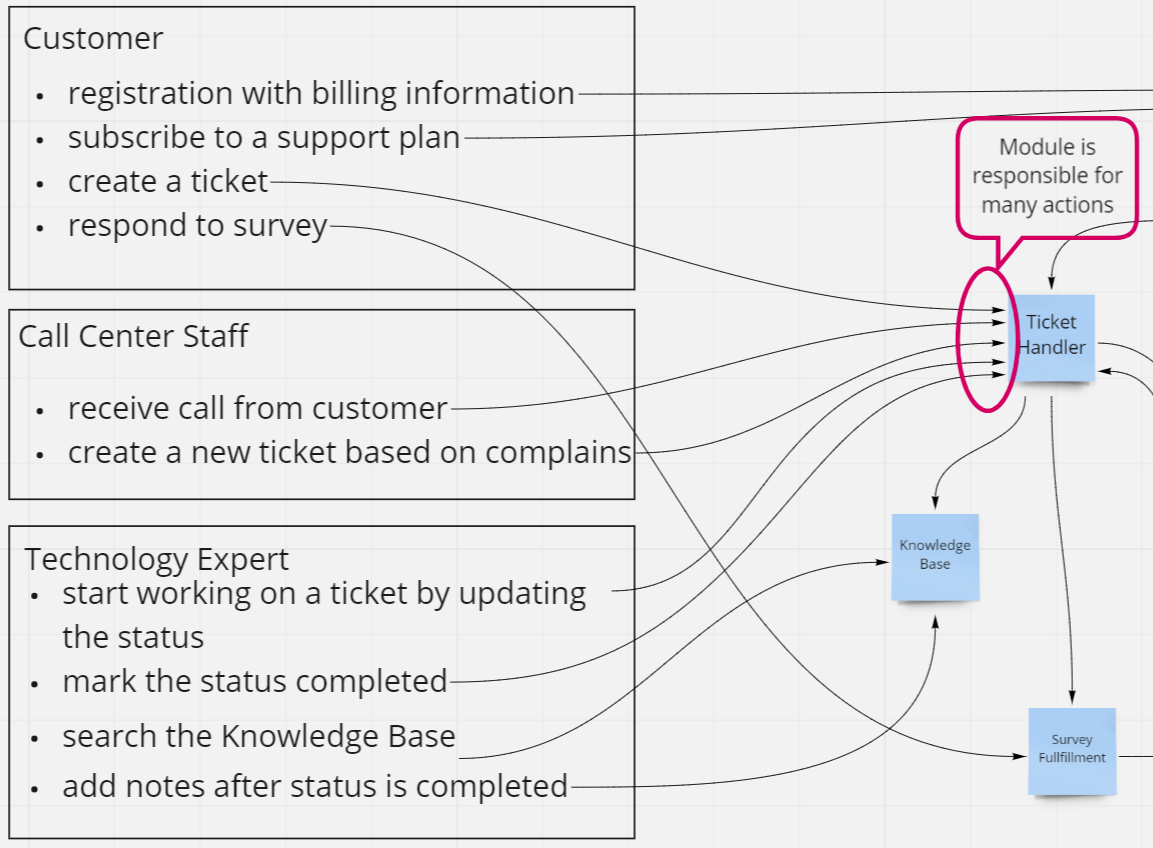 Customer
• registration with billing information
• subscribe to a support plan
• create a ticket
• respond to survey
Module is
responsible for
many actions
Call Center Staff
• receive call from customer
• create a new ticket based on complains
Ticket
Handler
Technology Expert
• start working on a ticket by updating
the status
• mark the status completed
• search the Knowledge Base
• add notes after status is completed
Knowledge
Base
Survey
Fullfillment